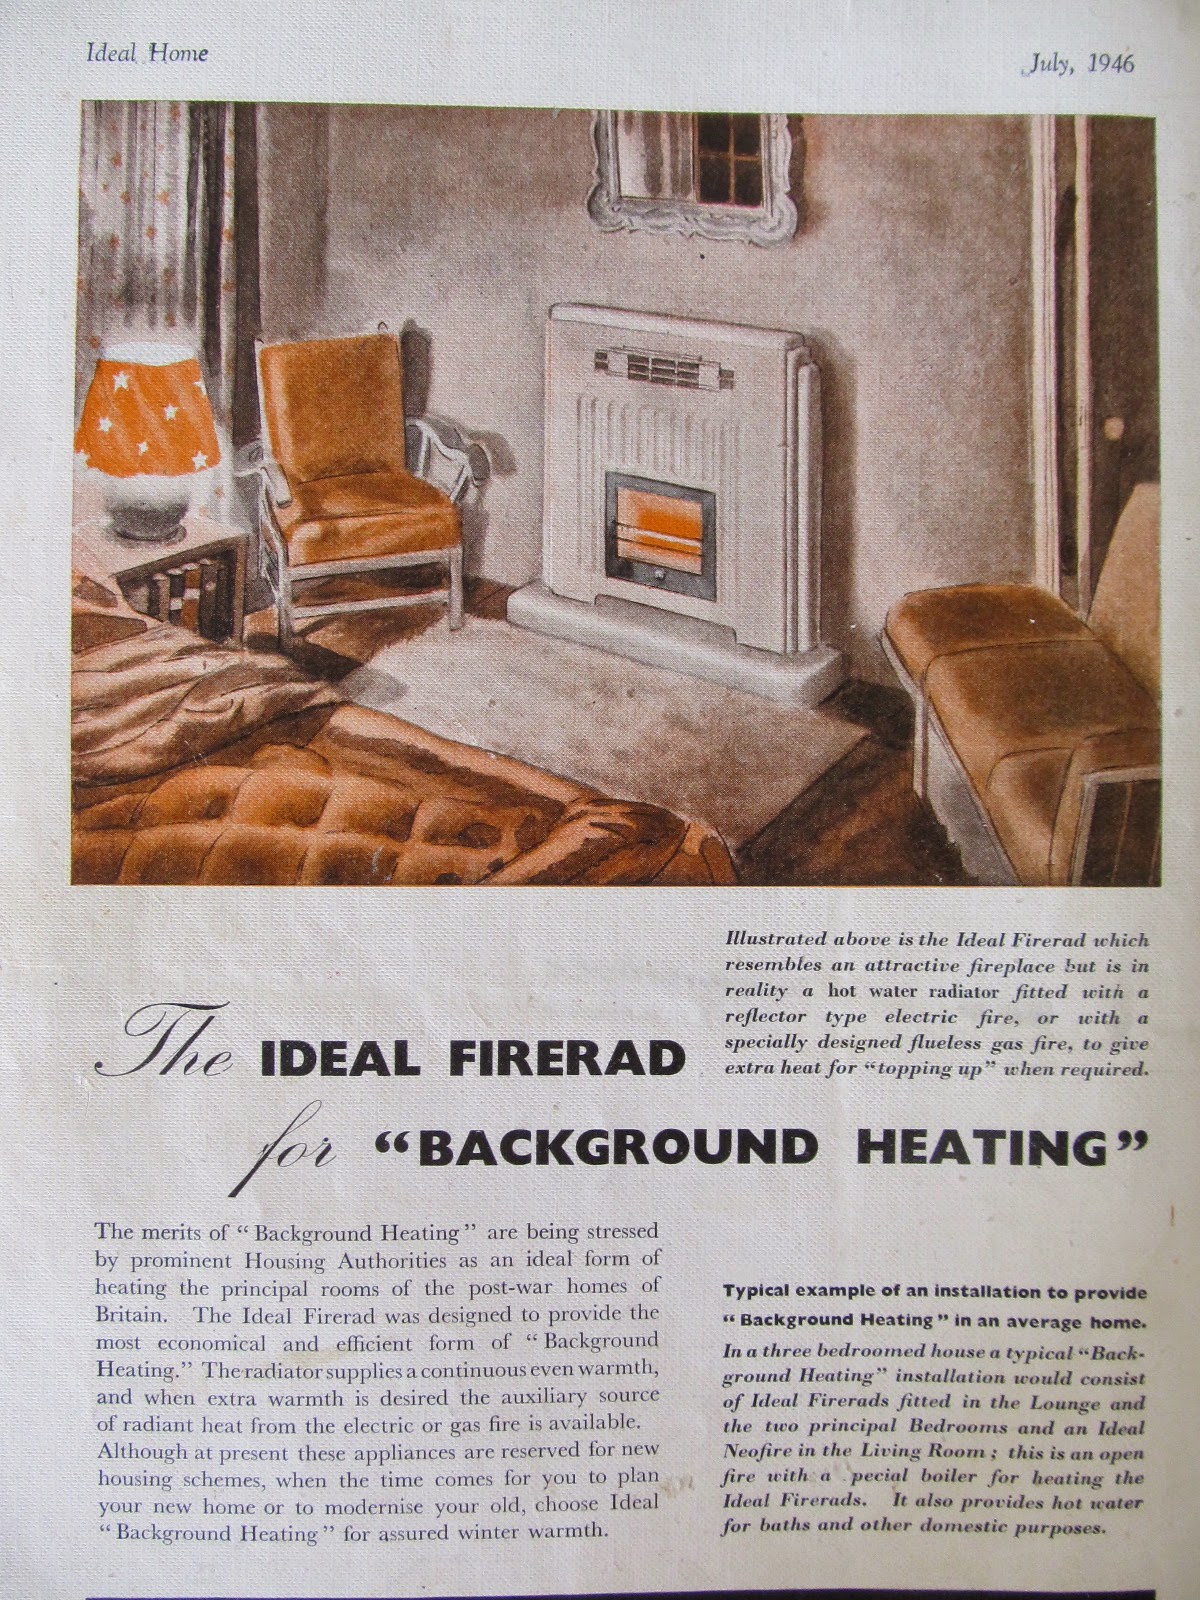 Ideal Home
July, 1946
Illustrated above is the Ideal Firerad which
resembles an attractive fireplace but is in
reality a hot water radiator fitted with a
reflector type electric fire, or with a
specially designed flueless gas fire, to give
extra heat for “topping up” when required.
The IDEAL FIRERAD
for “BACKGROUND HEATING”
The merits of “Background Heating” are being stressed
by prominent Housing Authorities as an ideal form of
heating the principal rooms of the post-war homes of
Britain. The Ideal Firerad was designed to provide the
most economical and efficient form of “Background
Heating.” The radiator supplies a continuous even warmth,
and when extra warmth is desired the auxiliary source
of radiant heat from the electric or gas fire is available.
Although at present these appliances are reserved for new
housing schemes, when the time comes for you to plan
your new home or to modernise your old, choose Ideal
“Background Heating” for assured winter warmth.
Typical example of an installation to provide
“Background Heating” in an average home.
In a three bedroomed house a typical “Back-
ground Heating” installation would consist
of Ideal Firerads fitted in the Lounge and
the two principal Bedrooms and an Ideal
Neofire in the Living Room; this is an open
fire with a pecial boiler for heating the
Ideal Firerads. It also provides hot water
for baths and other domestic purposes.